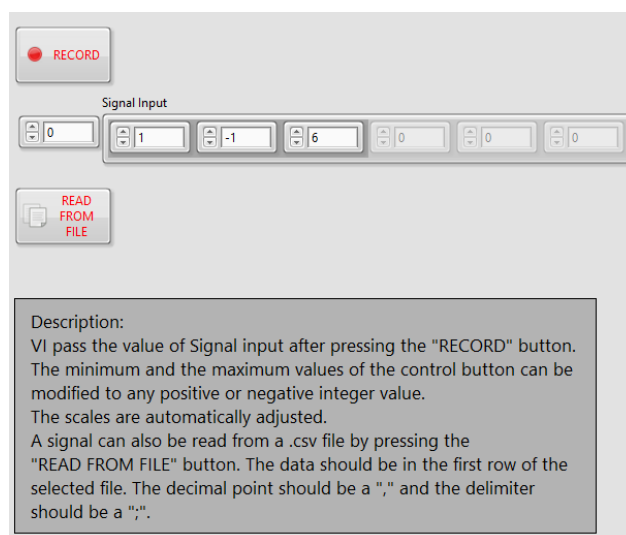 RECORD
Signal Input
0 1 -1 6 0 0 0
READ
FROM
FILE
Description:
VI pass the value of Signal input after pressing the "RECORD" button.
The minimum and the maximum values of the control button can be
modified to any positive or negative integer value.
The scales are automatically adjusted.
A signal can also be read from a .csv file by pressing the
"READ FROM FILE" button. The data should be in the first row of the
selected file. The decimal point should be a "," and the delimiter
should be a ";".